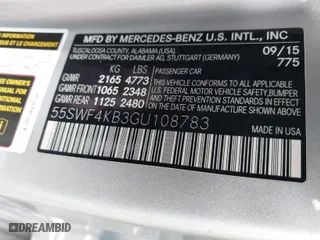 MFD BY MERCEDES-BENZ U.S. INTL., INC
TUSCALOOSA COUNTY, ALABAMA (USA)
UNDER CONTRACT FOR DAIMLER AG, STUTTGART (GERMANY)
09/15
775
KG LBS
GVWR 2165 4773 PASSENGER CAR
GAWR FRONT 1065 2348
GAWR REAR 1125 2480
THIS VEHICLE CONFORMS TO ALL APPLICABLE
FEDERAL MOTOR VEHICLE SAFETY, BUMPER,
AND THEFT PREVENTION STANDARDS IN EFFECT ON
THE DATE OF MANUFACTURE SHOWN ABOVE.
55SWF4KB3GU108783
DREAMBID